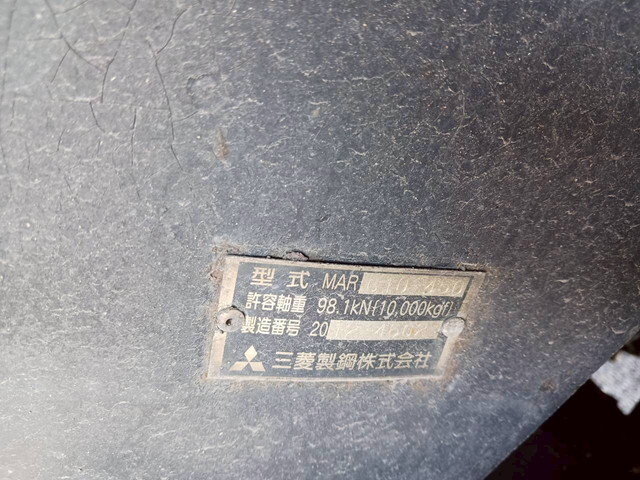 型式 MAR
許容軸重 98.1kN{10,000kgf}
製造番号 20
三菱製鋼株式会社